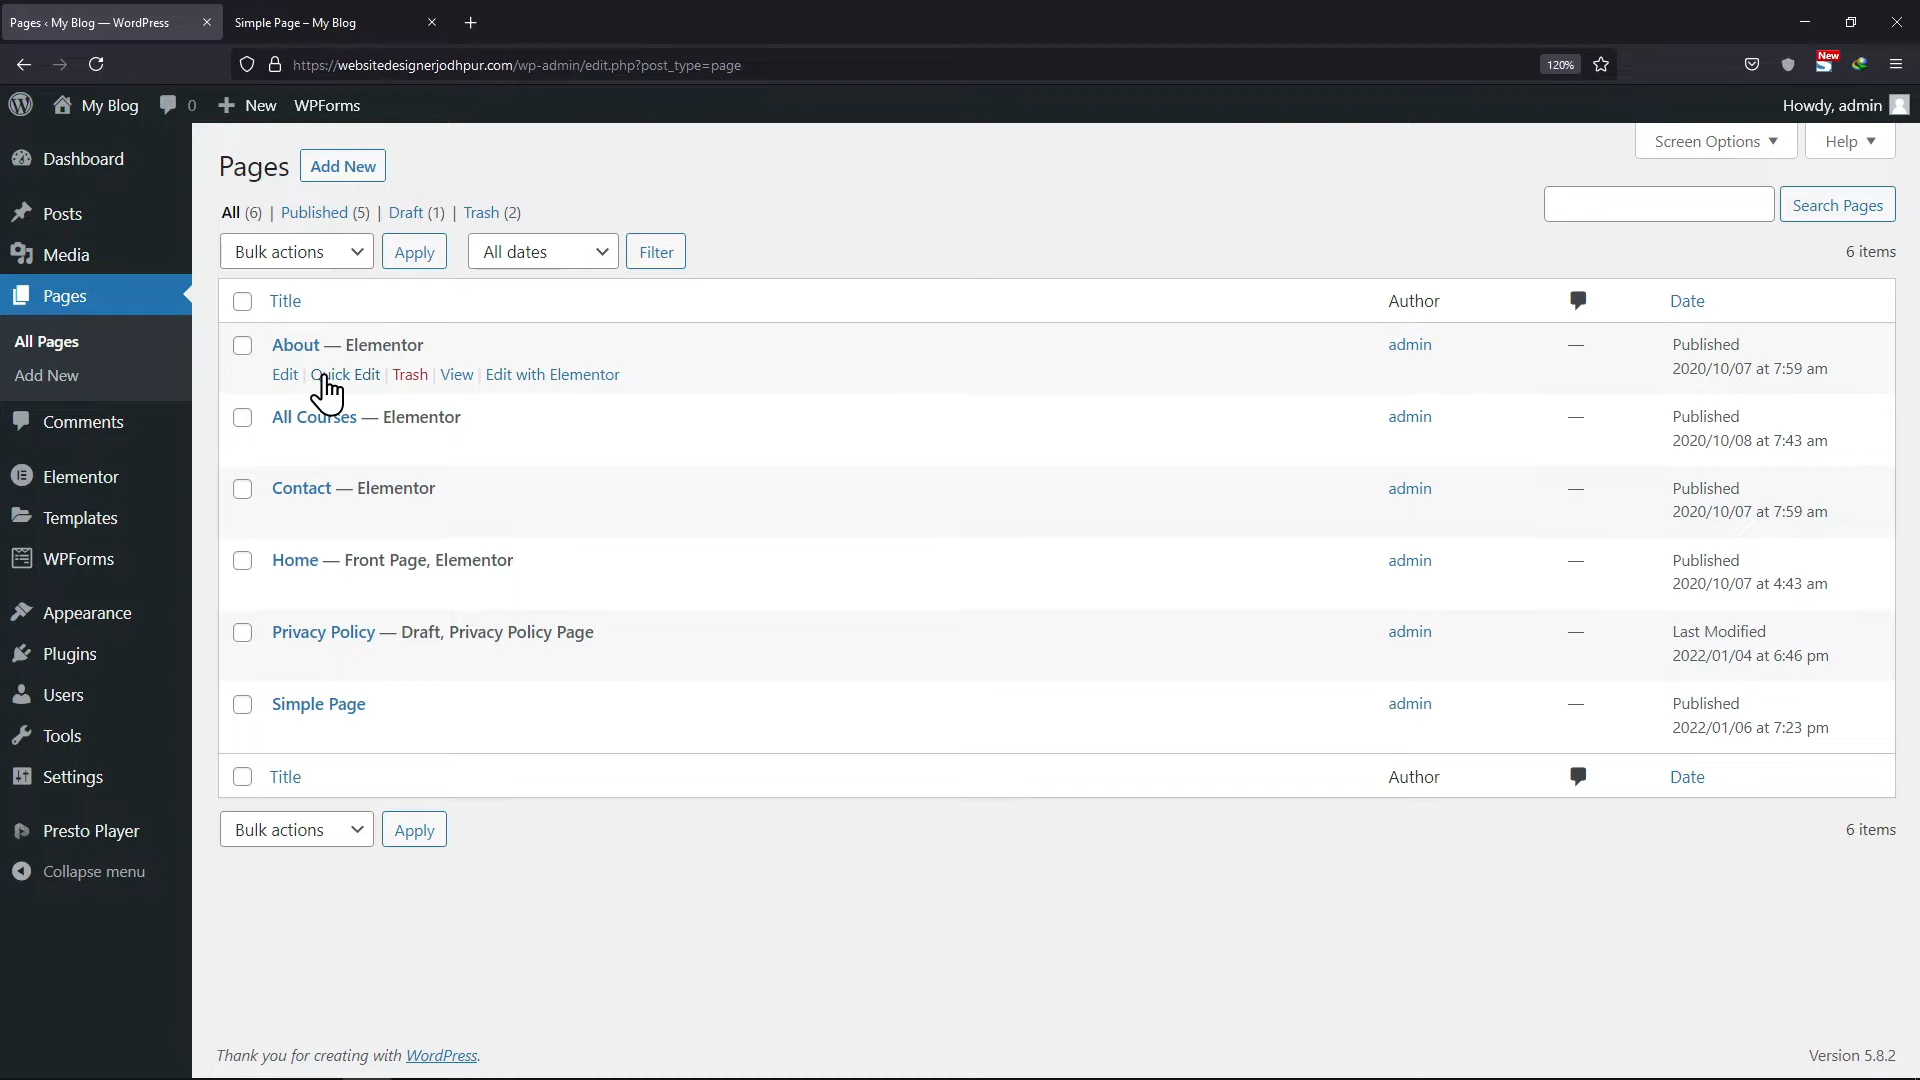 Pages ‹ My Blog — WordPress
Simple Page – My Blog
https://websitedesignerjodhpur.com/wp-admin/edit.php?post_type=page
120%
New
My Blog
0
New
WPForms
Howdy, admin
Dashboard
Posts
Media
Pages
All Pages
Add New
Comments
Elementor
Templates
WPForms
Appearance
Plugins
Users
Tools
Settings
Presto Player
Collapse menu
Screen Options
Help
Pages
Add New
All (6) | Published (5) | Draft (1) | Trash (2)
Search Pages
Bulk actions
Apply
All dates
Filter
6 items
Title
Author
Date
About — Elementor
admin
—
Published
2020/10/07 at 7:59 am
Edit | Quick Edit | Trash | View | Edit with Elementor
All Courses — Elementor
admin
—
Published
2020/10/08 at 7:43 am
Contact — Elementor
admin
—
Published
2020/10/07 at 7:59 am
Home — Front Page, Elementor
admin
—
Published
2020/10/07 at 4:43 am
Privacy Policy — Draft, Privacy Policy Page
admin
—
Last Modified
2022/01/04 at 6:46 pm
Simple Page
admin
—
Published
2022/01/06 at 7:23 pm
Title
Author
Date
Bulk actions
Apply
6 items
Thank you for creating with WordPress.
Version 5.8.2